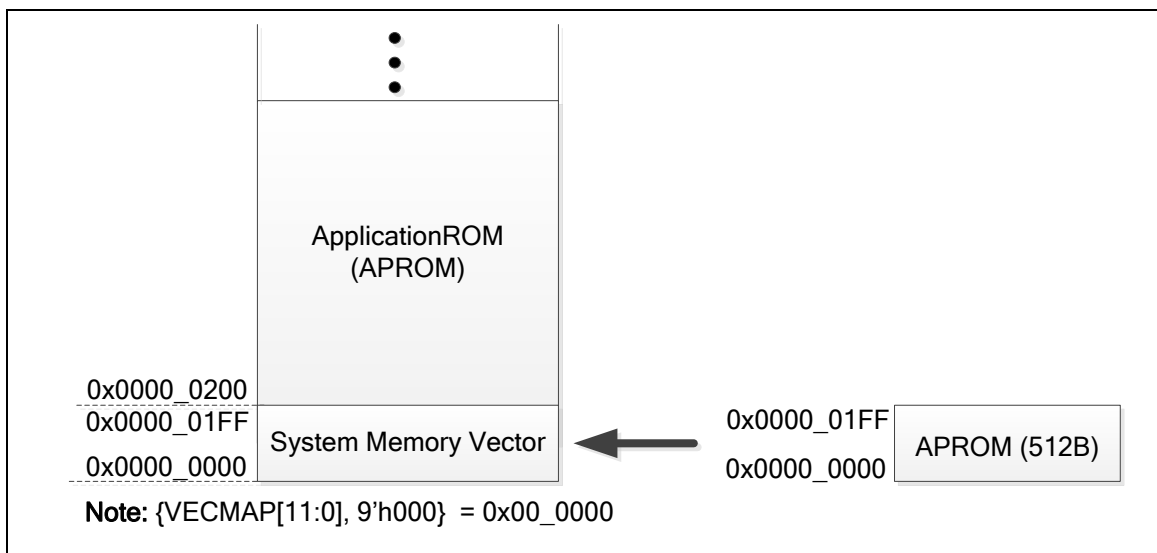 ApplicationROM
(APROM)
0x0000_0200
0x0000_01FF
System Memory Vector
0x0000_0000
0x0000_01FF
APROM (512B)
0x0000_0000
Note: {VECMAP[11:0], 9'h000} = 0x00_0000